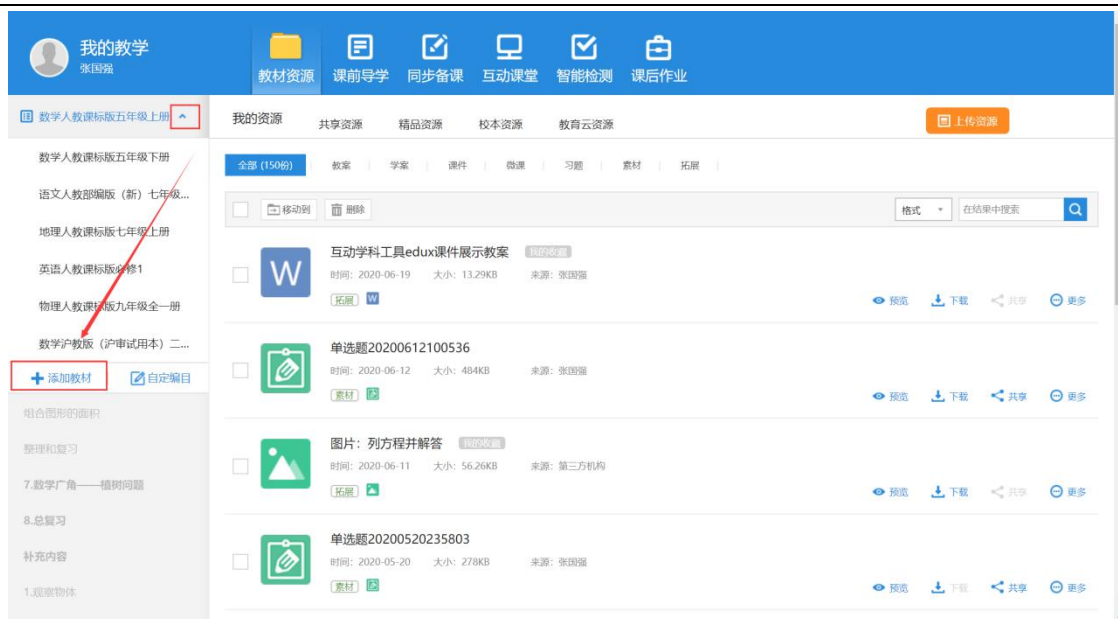 我的教学
张国强
教材资源 课前导学 同步备课 互动课堂 智能检测 课后作业
数学人教课标版五年级上册
数学人教课标版五年级下册
语文人教部编版（新）七年级...
地理人教课标版七年级上册
英语人教课标版必修1
物理人教课标版九年级全一册
数学沪教版（沪审试用本）二...
添加教材 自定编目
组合图形的面积
整理和复习
7.数学广角——植树问题
8.总复习
补充内容
1.观察物体
我的资源 共享资源 精品资源 校本资源 教育云资源 上传资源
全部 (150份) 教案 学案 课件 微课 习题 素材 拓展
移动到 删除 格式 在结果中搜索
互动学科工具edux课件展示教案 我的收藏
时间: 2020-06-19 大小: 13.29KB 来源: 张国强
拓展 W
预览 下载 共享 更多
单选题20200612100536
时间: 2020-06-12 大小: 484KB 来源: 张国强
素材
预览 下载 共享 更多
图片：列方程并解答 我的收藏
时间: 2020-06-11 大小: 56.26KB 来源: 第三方机构
拓展
预览 下载 共享 更多
单选题20200520235803
时间: 2020-05-20 大小: 278KB 来源: 张国强
素材
预览 下载 共享 更多